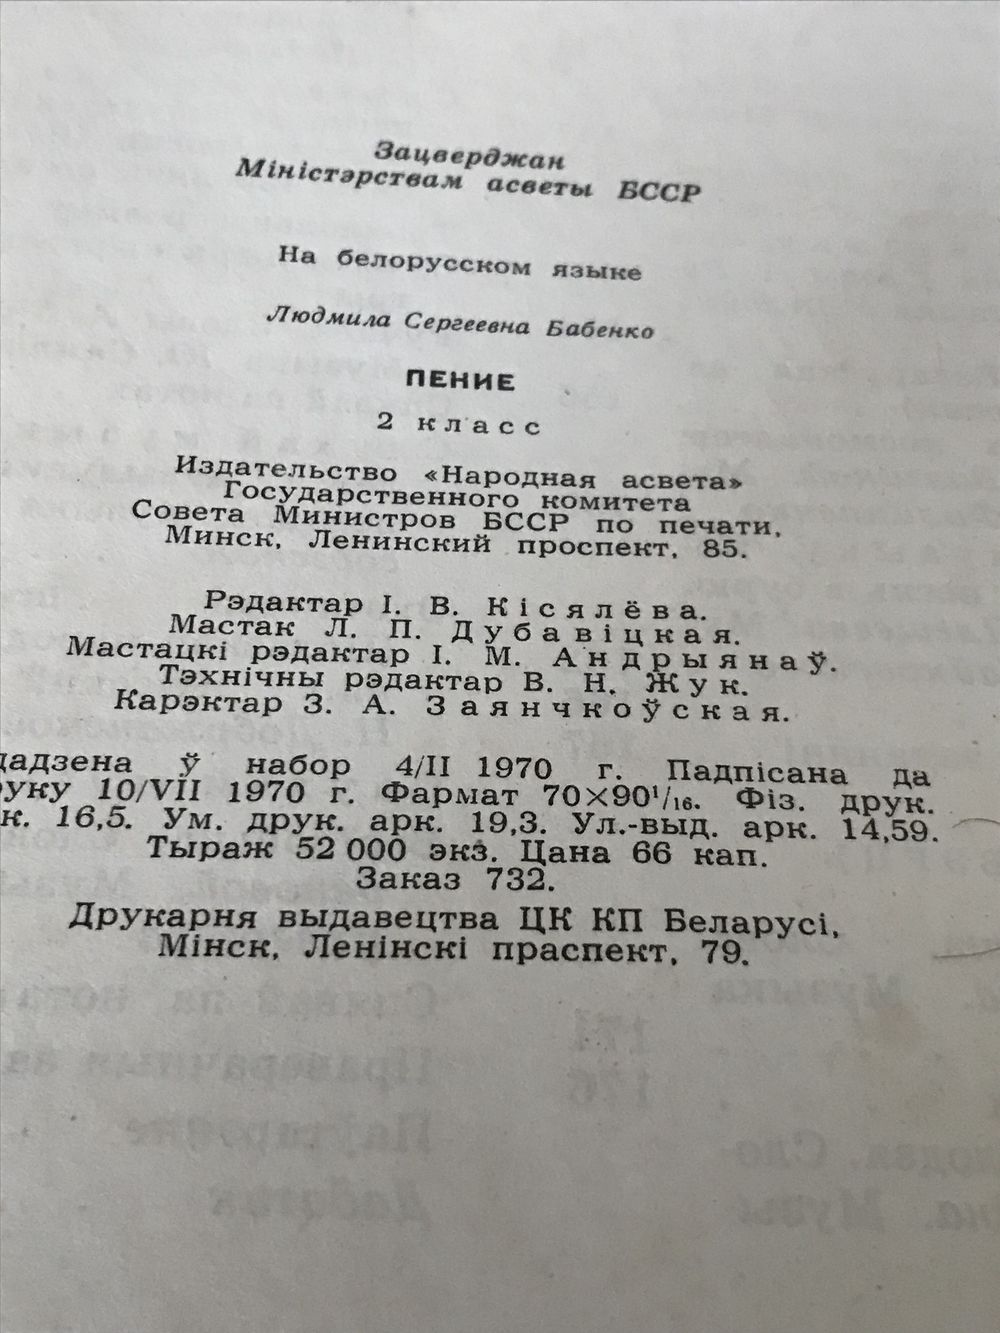 Зацверджан
Міністэрствам асветы БССР
На белорусском языке
Людмила Сергеевна Бабенко
ПЕНИЕ
2 класс
Издательство «Народная асвета»
Государственного комитета
Совета Министров БССР по печати,
Минск, Ленинский проспект, 85.
Рэдактар І. В. Кісялёва.
Мастак Л. П. Дубавіцкая.
Мастацкі рэдактар І. М. Андрыянаў.
Тэхнічны рэдактар В. Н. Жук.
Карэктар З. А. Заянчкоўская.
дадзена ў набор 4/II 1970 г. Падпісана да
уку 10/VII 1970 г. Фармат 70×90¹/₁₆. Фіз. друк.
к. 16,5. Ум. друк. арк. 19,3. Ул.-выд. арк. 14,59.
Тыраж 52 000 экз. Цана 66 кап.
Заказ 732.
Друкарня выдавецтва ЦК КП Беларусі,
Мінск, Ленінскі праспект, 79.